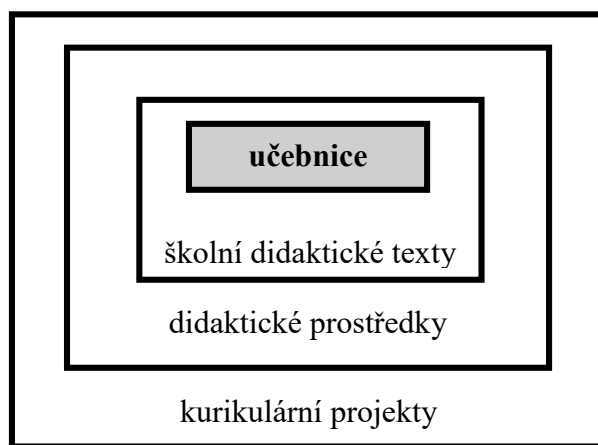 učebnice
školní didaktické texty
didaktické prostředky
kurikulární projekty